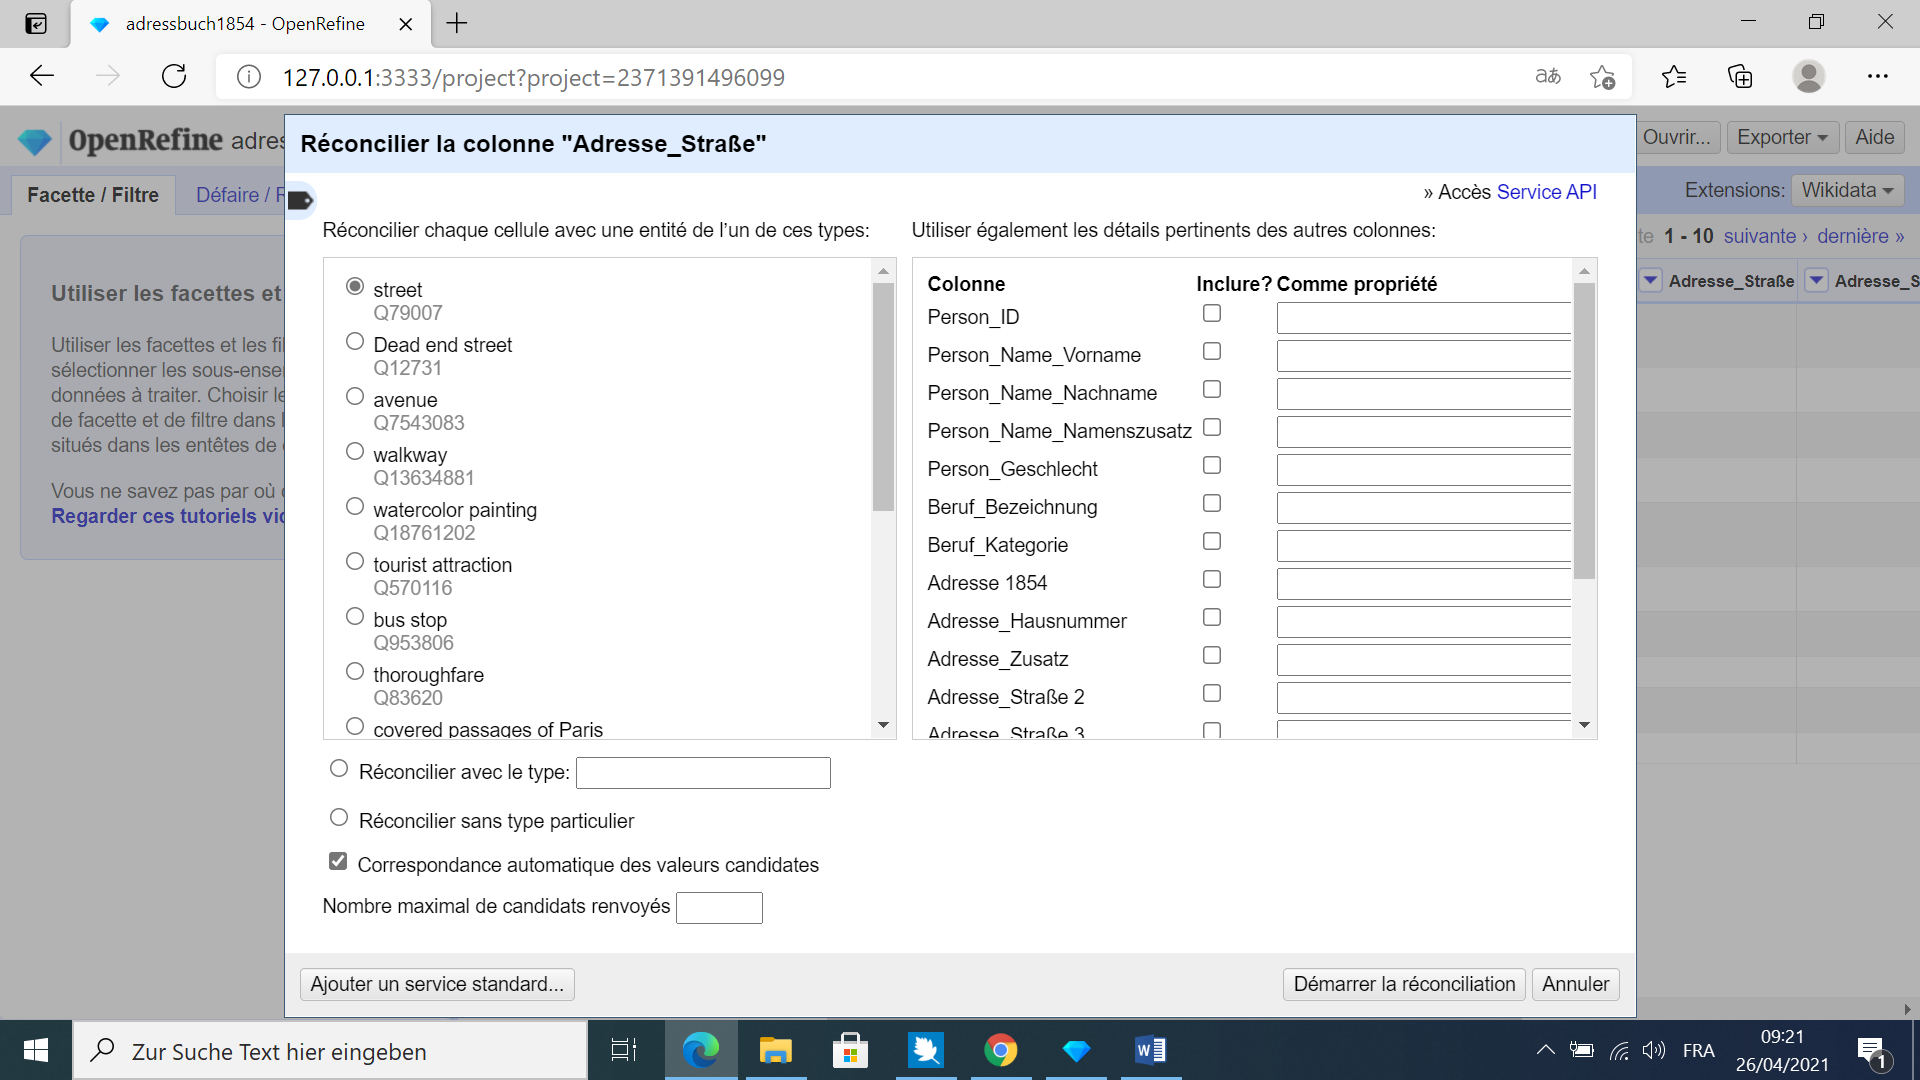 adressbuch1854 - OpenRefine
127.0.0.1:3333/project?project=2371391496099
OpenRefine adres
Ouvrir...
Exporter
Aide
Facette / Filtre
Défaire / R
Extensions:
Wikidata
Réconcilier la colonne "Adresse_Straße"
» Accès Service API
te 1 - 10 suivante › dernière »
Adresse_Straße
Adresse_S
Utiliser les facettes et
Utiliser les facettes et les fi
sélectionner les sous-ense
données à traiter. Choisir le
de facette et de filtre dans l
situés dans les entêtes de
Vous ne savez pas par où
Regarder ces tutoriels vi
Réconcilier chaque cellule avec une entité de l’un de ces types:
street
Q79007
Dead end street
Q12731
avenue
Q7543083
walkway
Q13634881
watercolor painting
Q18761202
tourist attraction
Q570116
bus stop
Q953806
thoroughfare
Q83620
covered passages of Paris
Utiliser également les détails pertinents des autres colonnes:
Colonne Inclure? Comme propriété
Person_ID
Person_Name_Vorname
Person_Name_Nachname
Person_Name_Namenszusatz
Person_Geschlecht
Beruf_Bezeichnung
Beruf_Kategorie
Adresse 1854
Adresse_Hausnummer
Adresse_Zusatz
Adresse_Straße 2
Adresse_Straße 3
Réconcilier avec le type:
Réconcilier sans type particulier
Correspondance automatique des valeurs candidates
Nombre maximal de candidats renvoyés
Ajouter un service standard...
Démarrer la réconciliation
Annuler
Zur Suche Text hier eingeben
FRA
09:21
26/04/2021
1